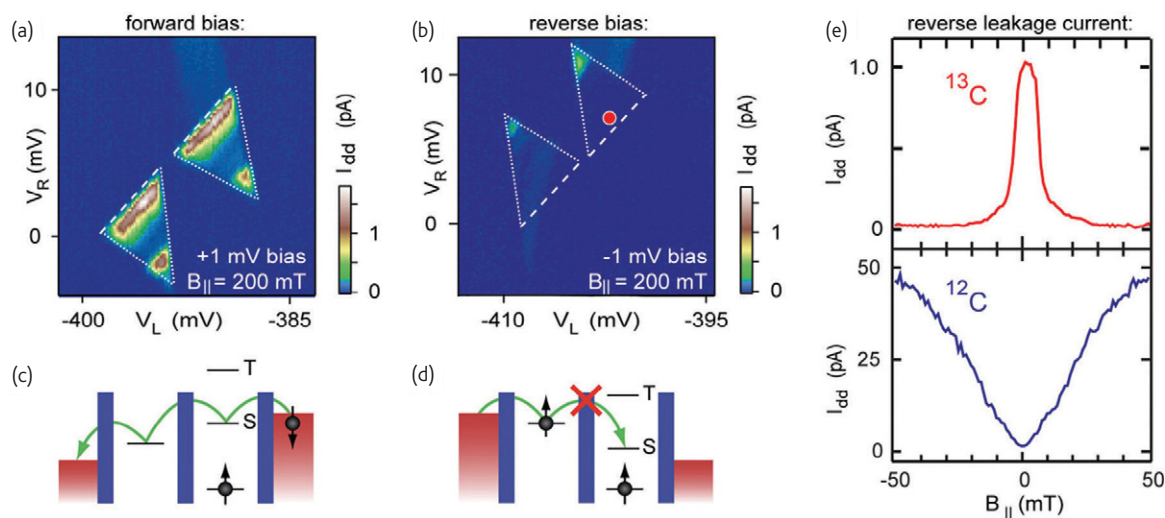 (a)
forward bias:
V_R (mV)
10
0
-400
-385
V_L (mV)
+1 mV bias
B_|| = 200 mT
I_dd (pA)
1
0
(b)
reverse bias:
V_R (mV)
10
0
-410
-395
V_L (mV)
-1 mV bias
B_|| = 200 mT
I_dd (pA)
1
0
(c)
T
S
(d)
T
S
(e)
reverse leakage current:
I_dd (pA)
1.0
0
¹³C
I_dd (pA)
50
25
0
¹²C
-50
0
50
B_|| (mT)